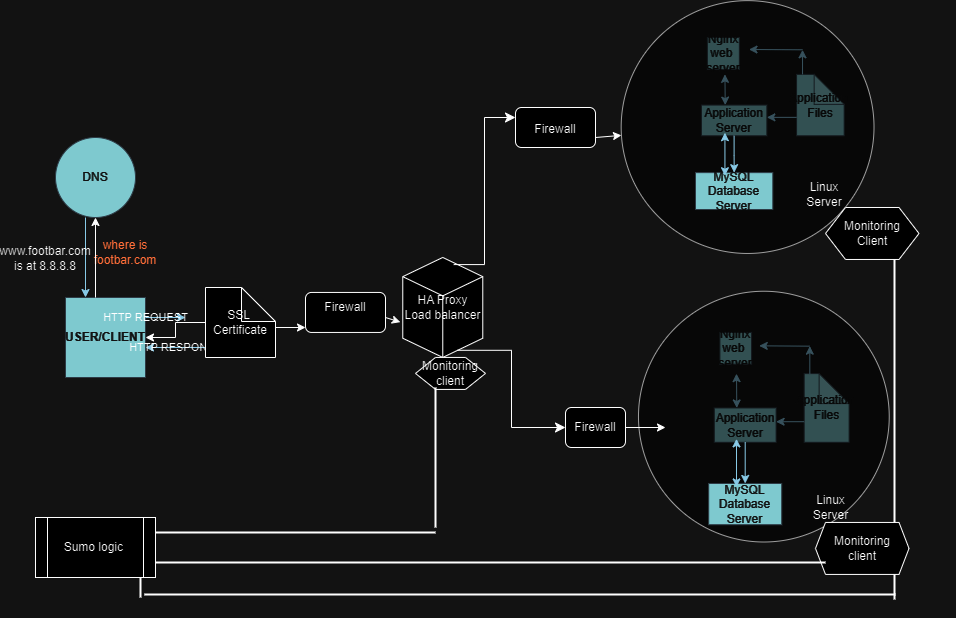 DNS
www.footbar.com
is at 8.8.8.8
where is
footbar.com
USER/CLIENT
HTTP REQUEST
HTTP RESPON
SSL
Certificate
Firewall
HA Proxy
Load balancer
Monitoring
client
Firewall
Nginx
web
server
Application
Server
pplication
Files
MySQL
Database
Server
Linux
Server
Monitoring
Client
Firewall
Nginx
web
server
Application
Server
pplication
Files
MySQL
Database
Server
Linux
Server
Monitoring
client
Sumo logic